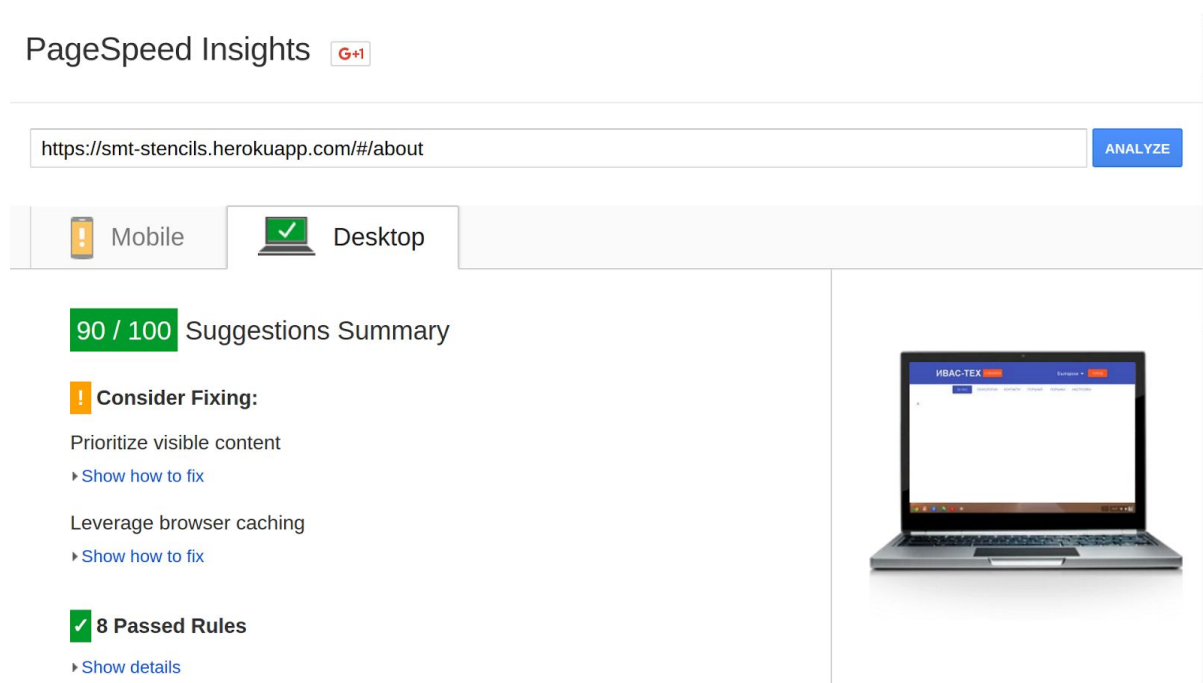 PageSpeed Insights G+1
https://smt-stencils.herokuapp.com/#/about ANALYZE
Mobile Desktop
90 / 100 Suggestions Summary
! Consider Fixing:
Prioritize visible content
Show how to fix
Leverage browser caching
Show how to fix
✓ 8 Passed Rules
Show details
ИВАС-ТЕХ